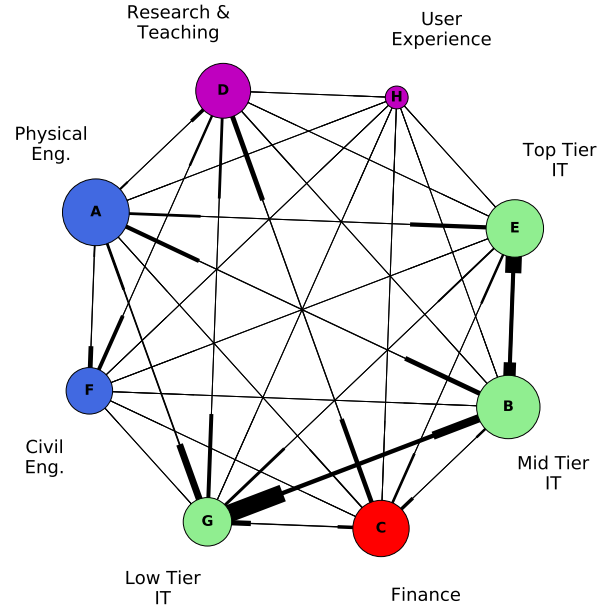 Research &
Teaching
User
Experience
D
H
Physical
Eng.
Top Tier
IT
A
E
F
B
Civil
Eng.
Mid Tier
IT
G
C
Low Tier
IT
Finance